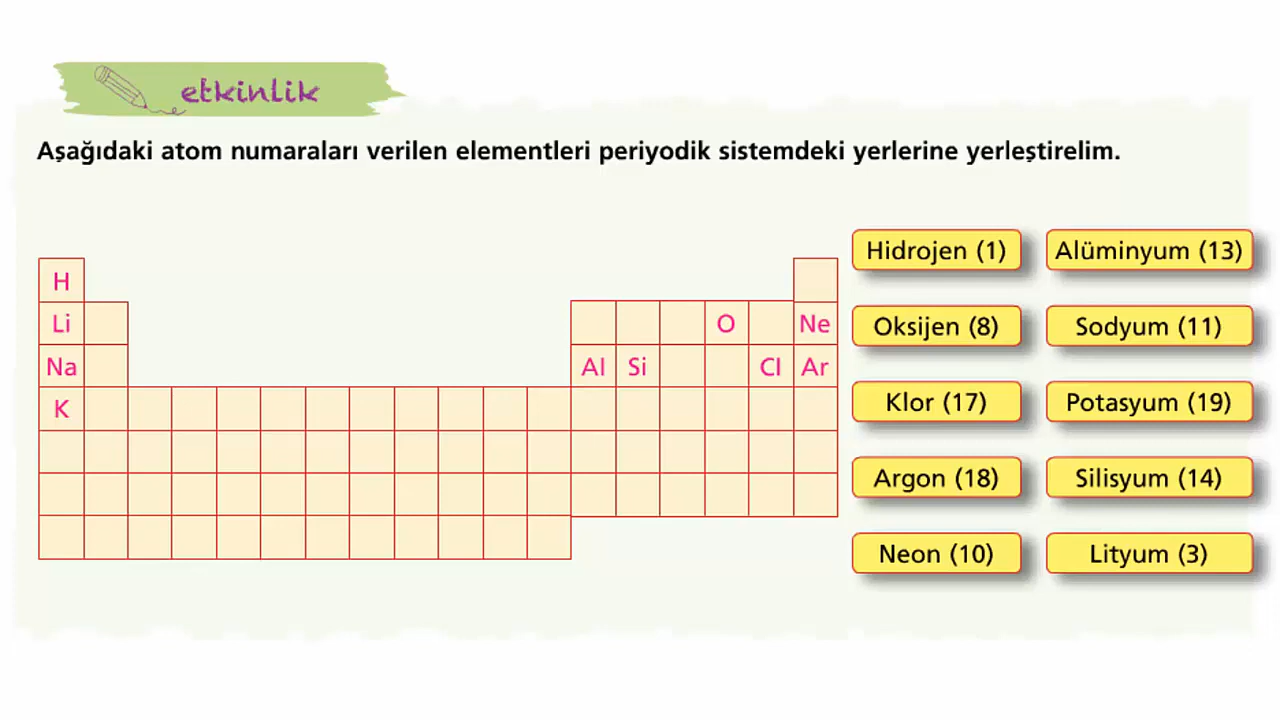 etkinlik
Aşağıdaki atom numaraları verilen elementleri periyodik sistemdeki yerlerine yerleştirelim.
H
Li O Ne
Na Al Si Cl Ar
K
Hidrojen (1) Alüminyum (13)
Oksijen (8) Sodyum (11)
Klor (17) Potasyum (19)
Argon (18) Silisyum (14)
Neon (10) Lityum (3)